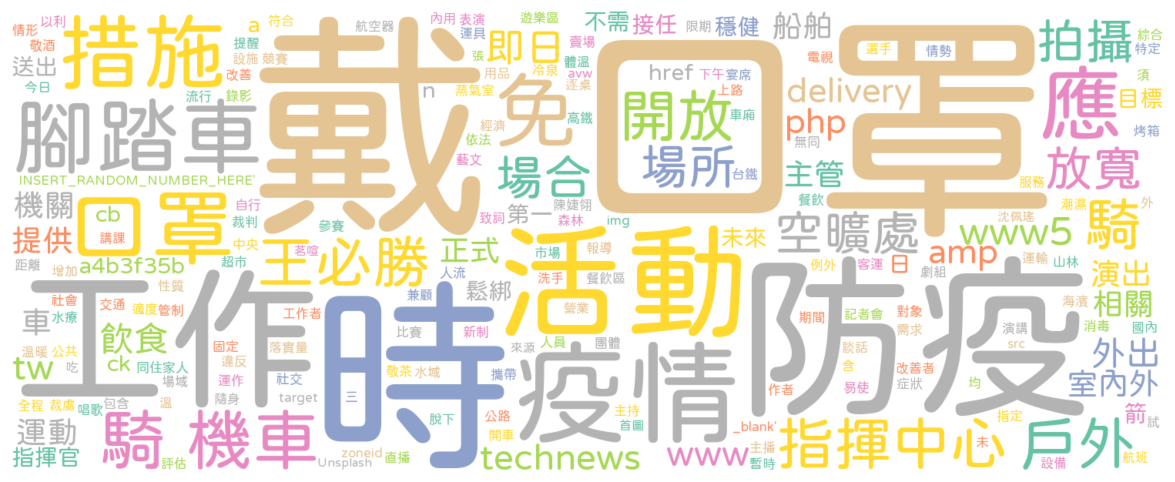 情形 以利 a 符合 航空器 內用 表演 遊樂區 不需 接任 限期 穩健 船舶 選手 情勢 拍攝 綜合
敬酒 措施 提醒 運具 即日 張 賣場 電視 特定
送出 設施 競賽 戴 口 罩 體溫 冷泉 href 下午 宴席
今日 改善 用品 avw 上路 須
流行 錄影 n 蒸氣室 免 逐桌 開放 delivery 應 目標
腳踏車 經濟 高鐵 車廂 php 烤箱
依法 無同
INSERT_RANDOM_NUMBER_HERE' 藝文 場合 場所 台鐵 主管 放寬
機關 口罩 cb 自行 致詞 第一 陳婕翎 餐飲 服務 潮濕 外
提供 講課 裁判 參賽 森林 img 空曠處 沈佩瑤 www5 騎
中央 茗喧 正式 市場 報導 未來
距離 增加 a4b3f35b 超市 王必勝 人流 洗手 餐飲區 活動 例外 客運 日 amp 運輸 山林
社會 性質 工作 兼顧 鬆綁 防疫 劇組 演出
水療 交通 適度 管制 工作者 時 營業 期間 對象 海濱 相關
車 飲食 固定 比賽 新制 人員 團體 記者會 需求 演講 消毒 國內
溫暖 公共 違反 落實量 來源 疫情 談話 src 外出
tw 吃 ck 同住家人 運作 社交 敬茶 水域 攜帶 含 改善者 室內外
場域 隨身 target 三 作者 易使 症狀 均
全程 裁處 唱歌 包含 溫 脫下 公路 主持 指定 箭
運動 騎 機車 首圖 _blank' 試
指揮官 開車 主播 指揮中心 未 戶外
評估 zoneid 直播 technews www 暫時 設備 航班
Unsplash